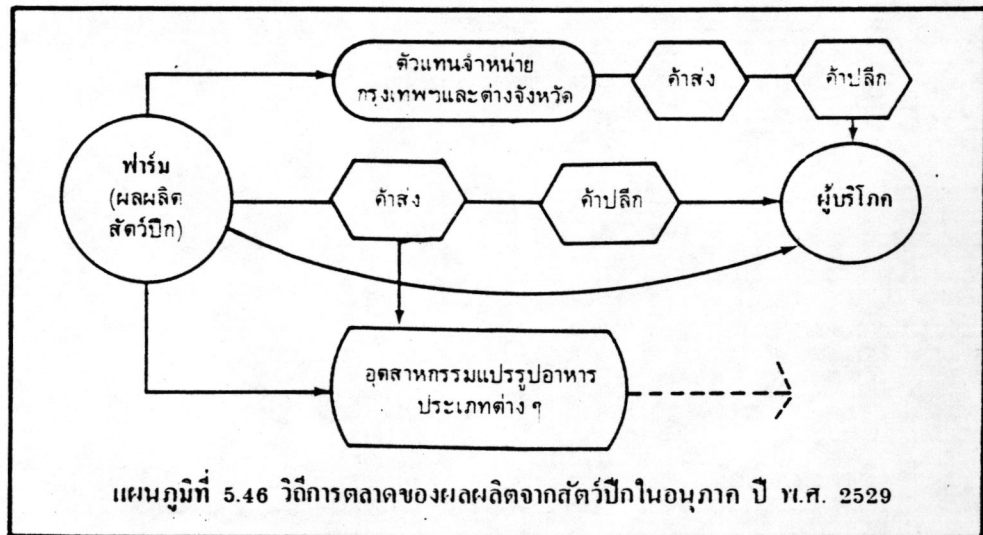 ตัวแทนจำหน่าย
กรุงเทพฯและต่างจังหวัด
ค้าส่ง
ค้าปลีก
ฟาร์ม
(ผลผลิต
สัตว์ปีก)
ค้าส่ง
ค้าปลีก
ผู้บริโภค
อุตสาหกรรมแปรรูปอาหาร
ประเภทต่าง ๆ
แผนภูมิที่ 5.46 วิถีการตลาดของผลผลิตจากสัตว์ปีกในอนุภาค ปี พ.ศ. 2529